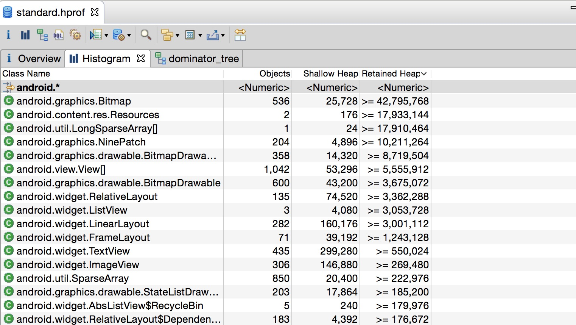 standard.hprof
Overview Histogram dominator_tree
Class Name Objects Shallow Heap Retained Heap
android.* <Numeric> <Numeric> <Numeric>
android.graphics.Bitmap 536 25,728 >= 42,795,768
android.content.res.Resources 2 176 >= 17,933,144
android.util.LongSparseArray[] 1 24 >= 17,910,464
android.graphics.NinePatch 204 4,896 >= 10,211,264
android.graphics.drawable.BitmapDrawa... 358 14,320 >= 8,719,504
android.view.View[] 1,042 53,296 >= 5,555,912
android.graphics.drawable.BitmapDrawable 600 43,200 >= 3,675,072
android.widget.RelativeLayout 135 74,520 >= 3,362,288
android.widget.ListView 3 4,080 >= 3,053,728
android.widget.LinearLayout 282 160,176 >= 3,001,112
android.widget.FrameLayout 71 39,192 >= 1,243,128
android.widget.TextView 435 299,280 >= 550,024
android.widget.ImageView 306 146,880 >= 269,480
android.util.SparseArray 850 20,400 >= 222,976
android.graphics.drawable.StateListDraw... 203 17,864 >= 185,200
android.widget.AbsListView$RecycleBin 5 240 >= 179,976
android.widget.RelativeLayout$Dependen... 183 4,392 >= 176,672